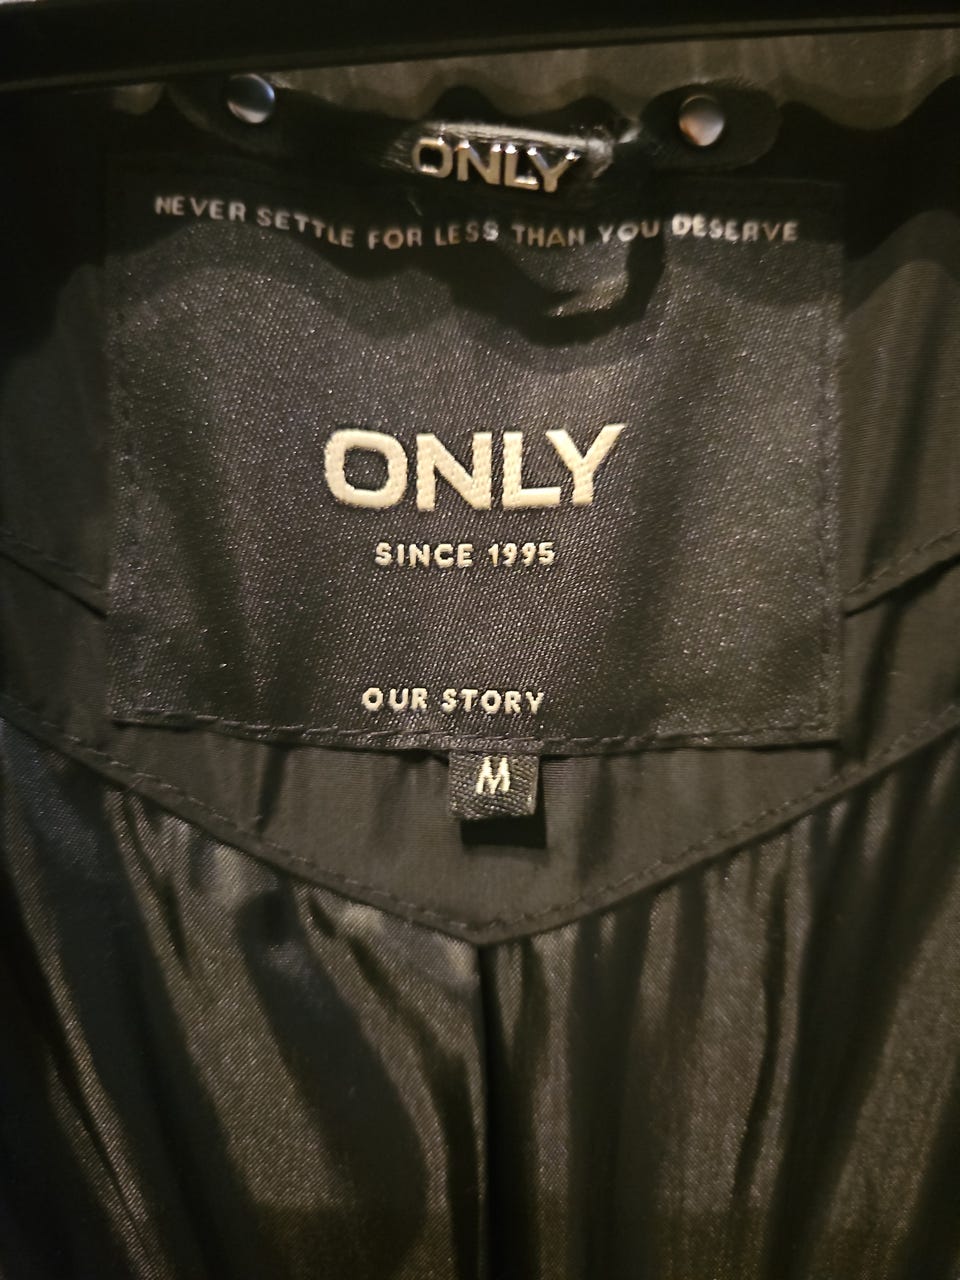 ONLY
NEVER SETTLE FOR LESS THAN YOU DESERVE
ONLY
SINCE 1995
OUR STORY
M